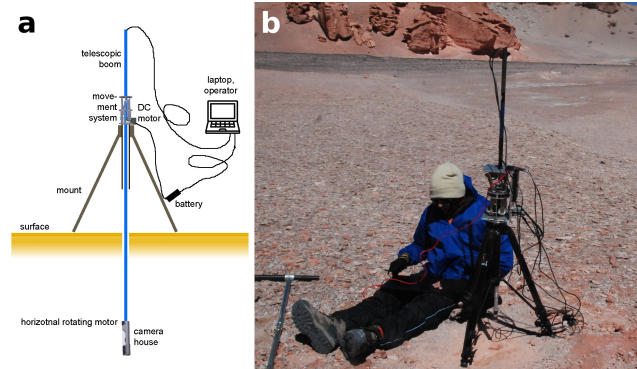 a
b
telescopic
boom
laptop,
operator
move-
ment
system
DC
motor
mount
battery
surface
horizotnal rotating motor
camera
house